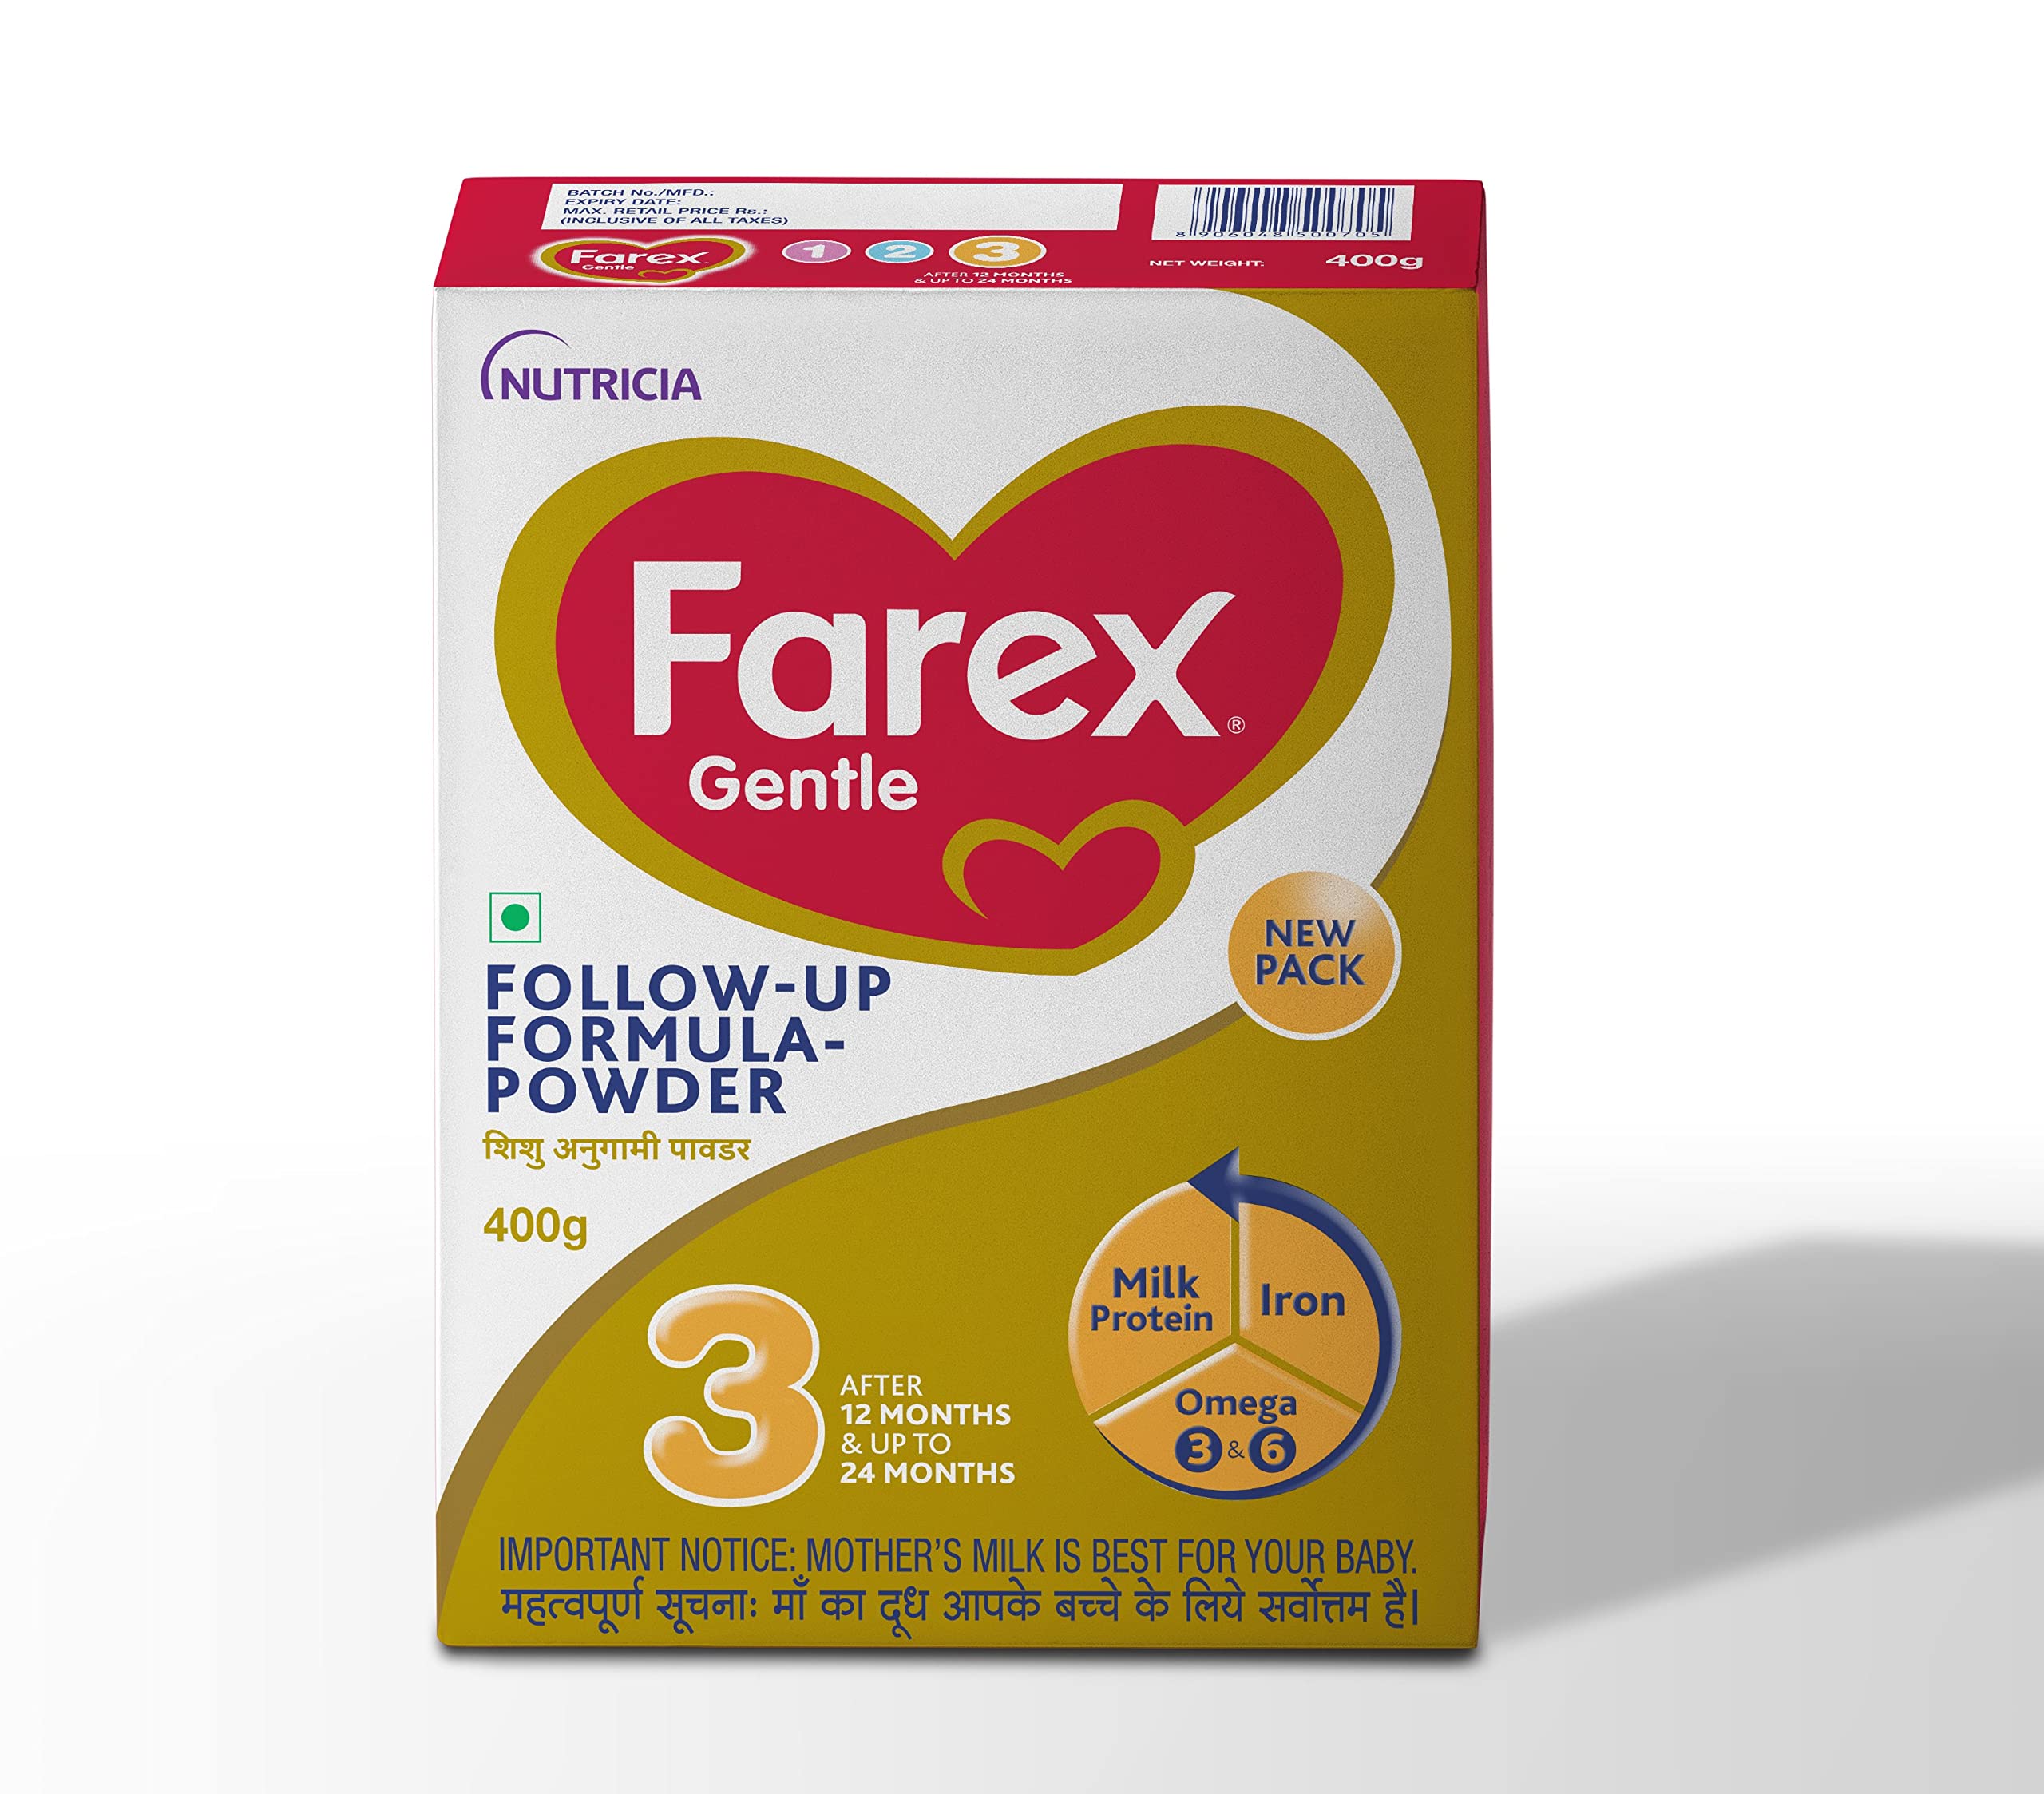 BATCH No./MFD.:
EXPIRY DATE:
MAX. RETAIL PRICE Rs.:
(INCLUSIVE OF ALL TAXES)
8 906048 500705
Farex
Gentle
1 2 3
AFTER 12 MONTHS
& UP TO 24 MONTHS
NET WEIGHT: 400g
NUTRICIA
Farex®
Gentle
NEW
PACK
FOLLOW-UP
FORMULA-
POWDER
शिशु अनुगामी पावडर
400g
3
AFTER
12 MONTHS
& UP TO
24 MONTHS
Milk
Protein
Iron
Omega
3 & 6
IMPORTANT NOTICE: MOTHER'S MILK IS BEST FOR YOUR BABY.
महत्वपूर्ण सूचनाः माँ का दूध आपके बच्चे के लिये सर्वोत्तम है।